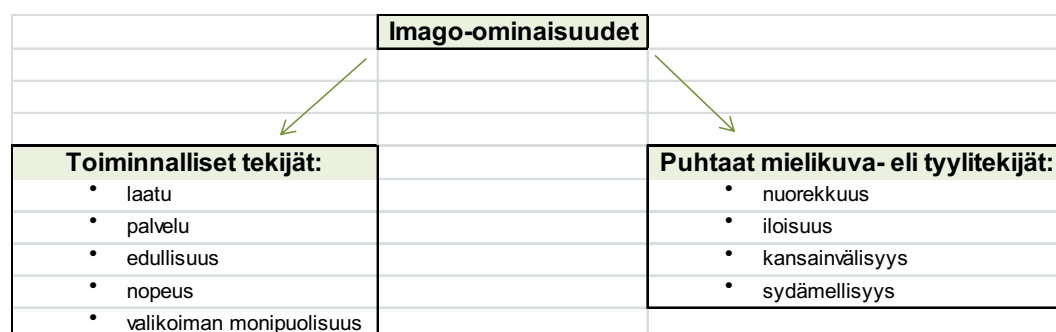 Imago-ominaisuudet
Toiminnalliset tekijät:
• laatu
• palvelu
• edullisuus
• nopeus
• valikoiman monipuolisuus
Puhtaat mielikuva- eli tyylitekijät:
• nuorekkuus
• iloisuus
• kansainvälisyys
• sydämellisyys